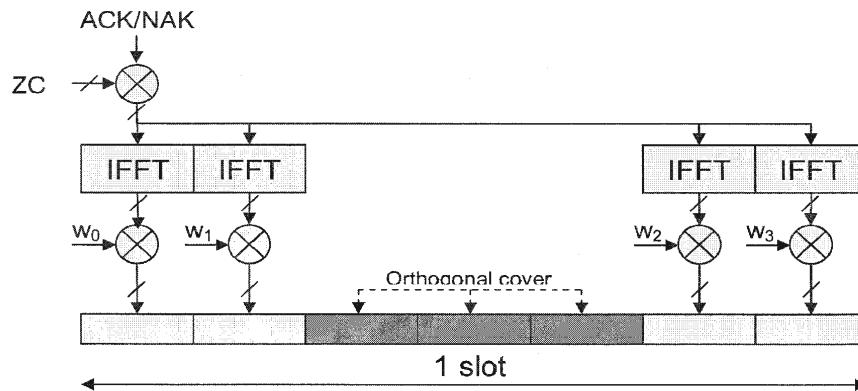 ACK/NAK
ZC
IFFT IFFT IFFT IFFT
w0 w1 w2 w3
Orthogonal cover
1 slot